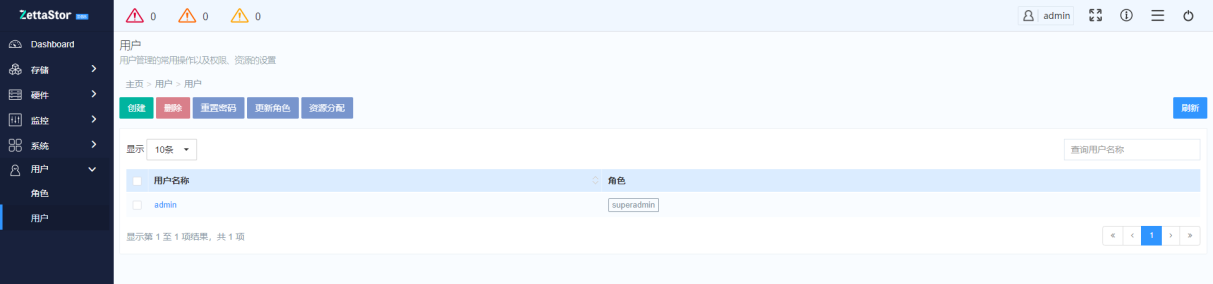 ZettaStor
0 0 0 admin
Dashboard
存储
硬件
监控
系统
用户
角色
用户
用户
用户管理的常用操作以及权限、资源的设置
主页 > 用户 > 用户
创建 删除 重置密码 更新角色 资源分配 刷新
显示 10条 查询用户名称
用户名称 角色
admin superadmin
显示第 1 至 1 项结果，共 1 项
« < 1 > »